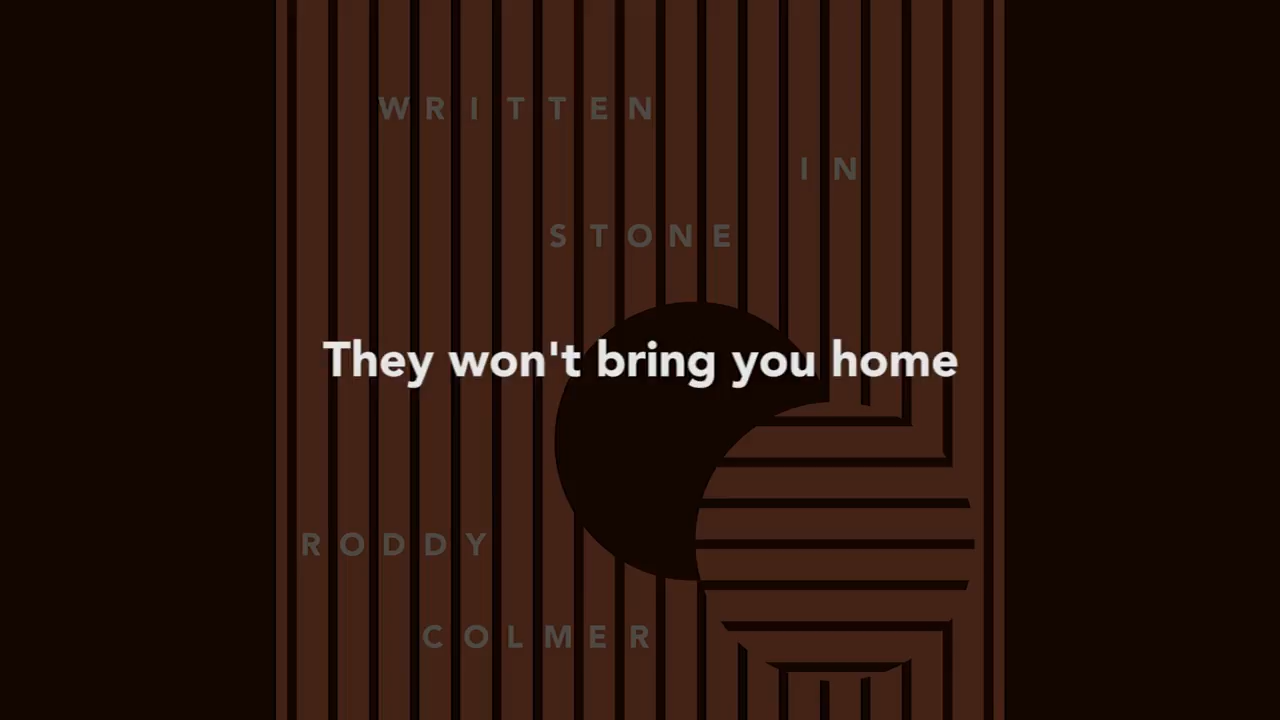 WRITTEN
IN
STONE
They won't bring you home
RODDY
COLMER